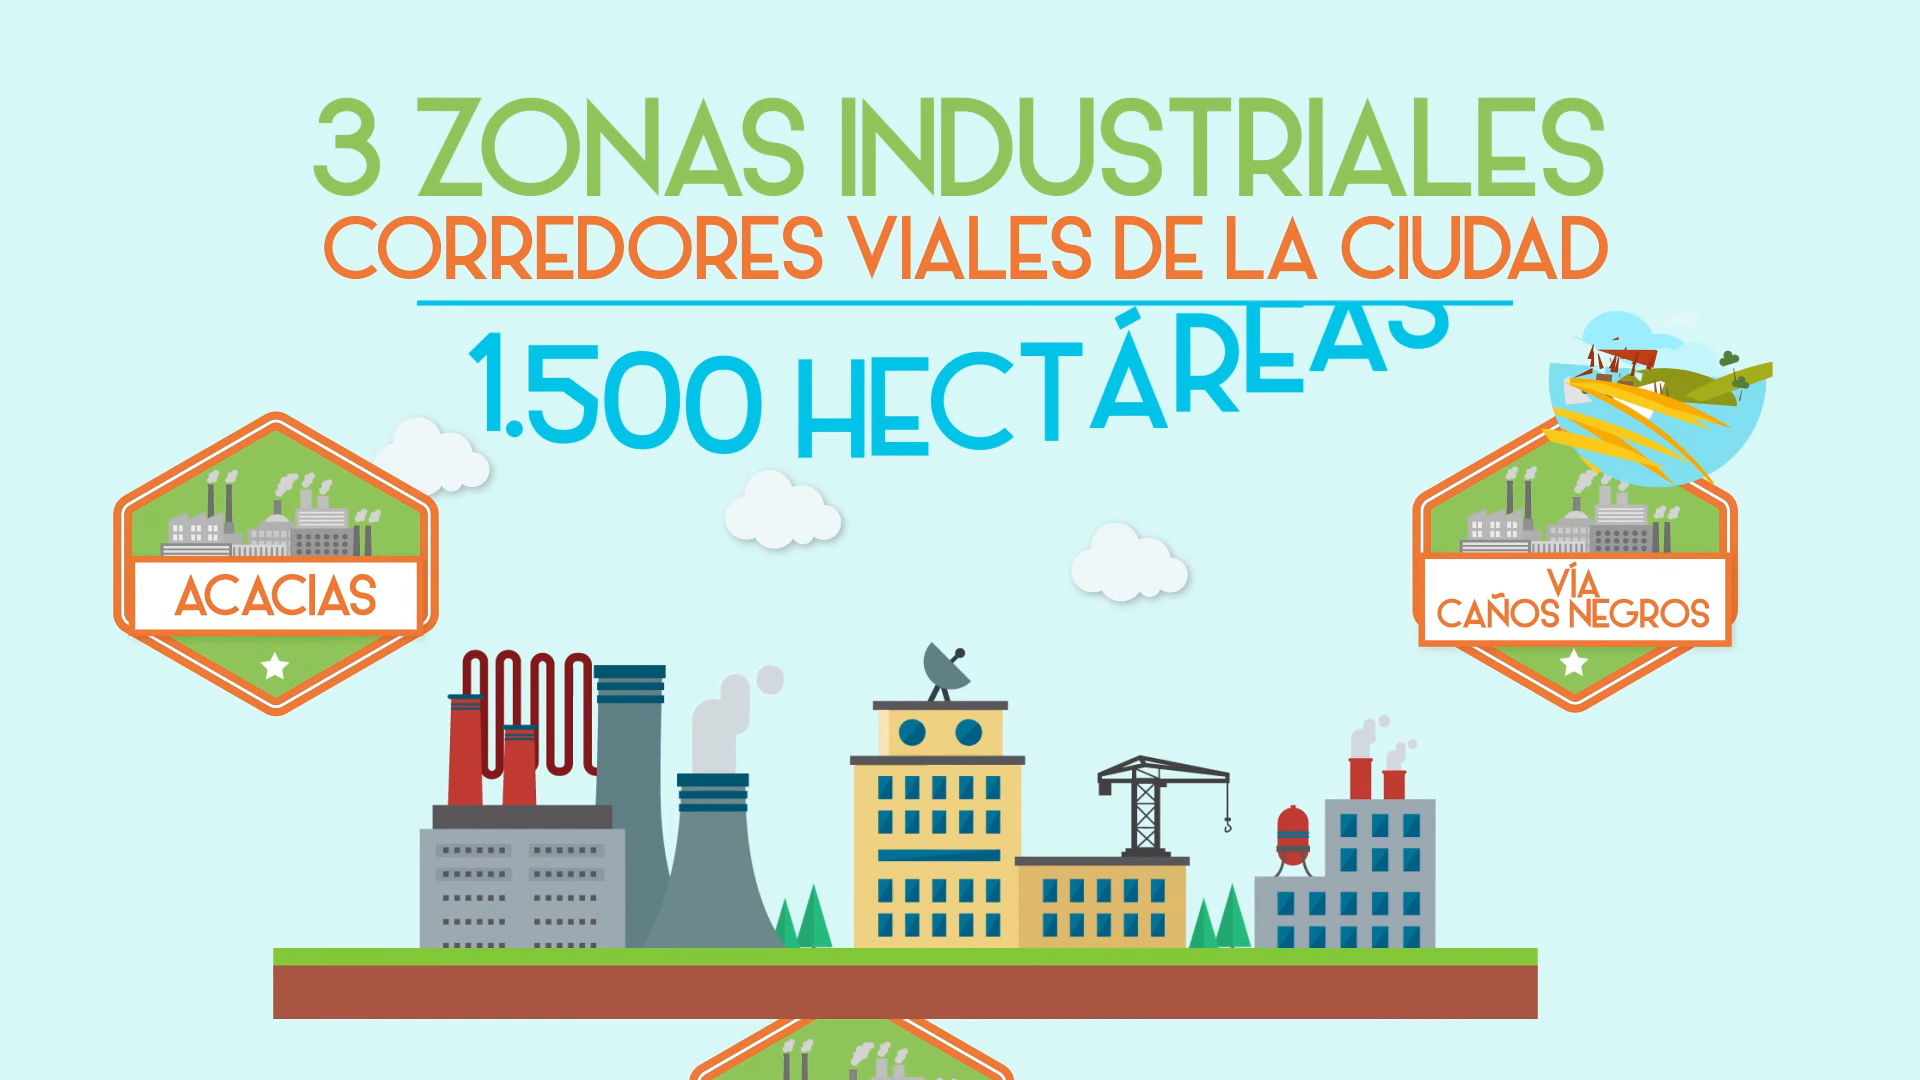 3 ZONAS INDUSTRIALES
CORREDORES VIALES DE LA CIUDAD
1.500 HECTÁREAS
ACACIAS
VÍA
CAÑOS NEGROS